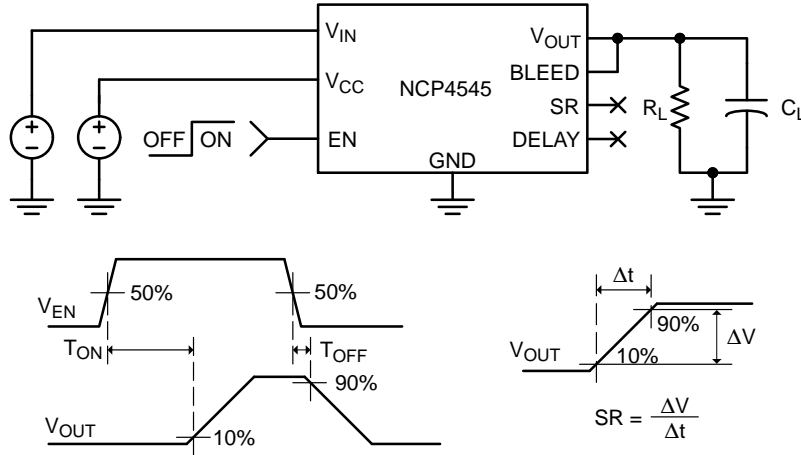 V_IN
V_OUT
BLEED
V_CC
NCP4545
SR
R_L
C_L
+
-
+
-
OFF
ON
EN
DELAY
GND
V_EN
50%
50%
T_ON
T_OFF
90%
V_OUT
10%
Δt
90%
ΔV
V_OUT
10%
SR = ΔV / Δt